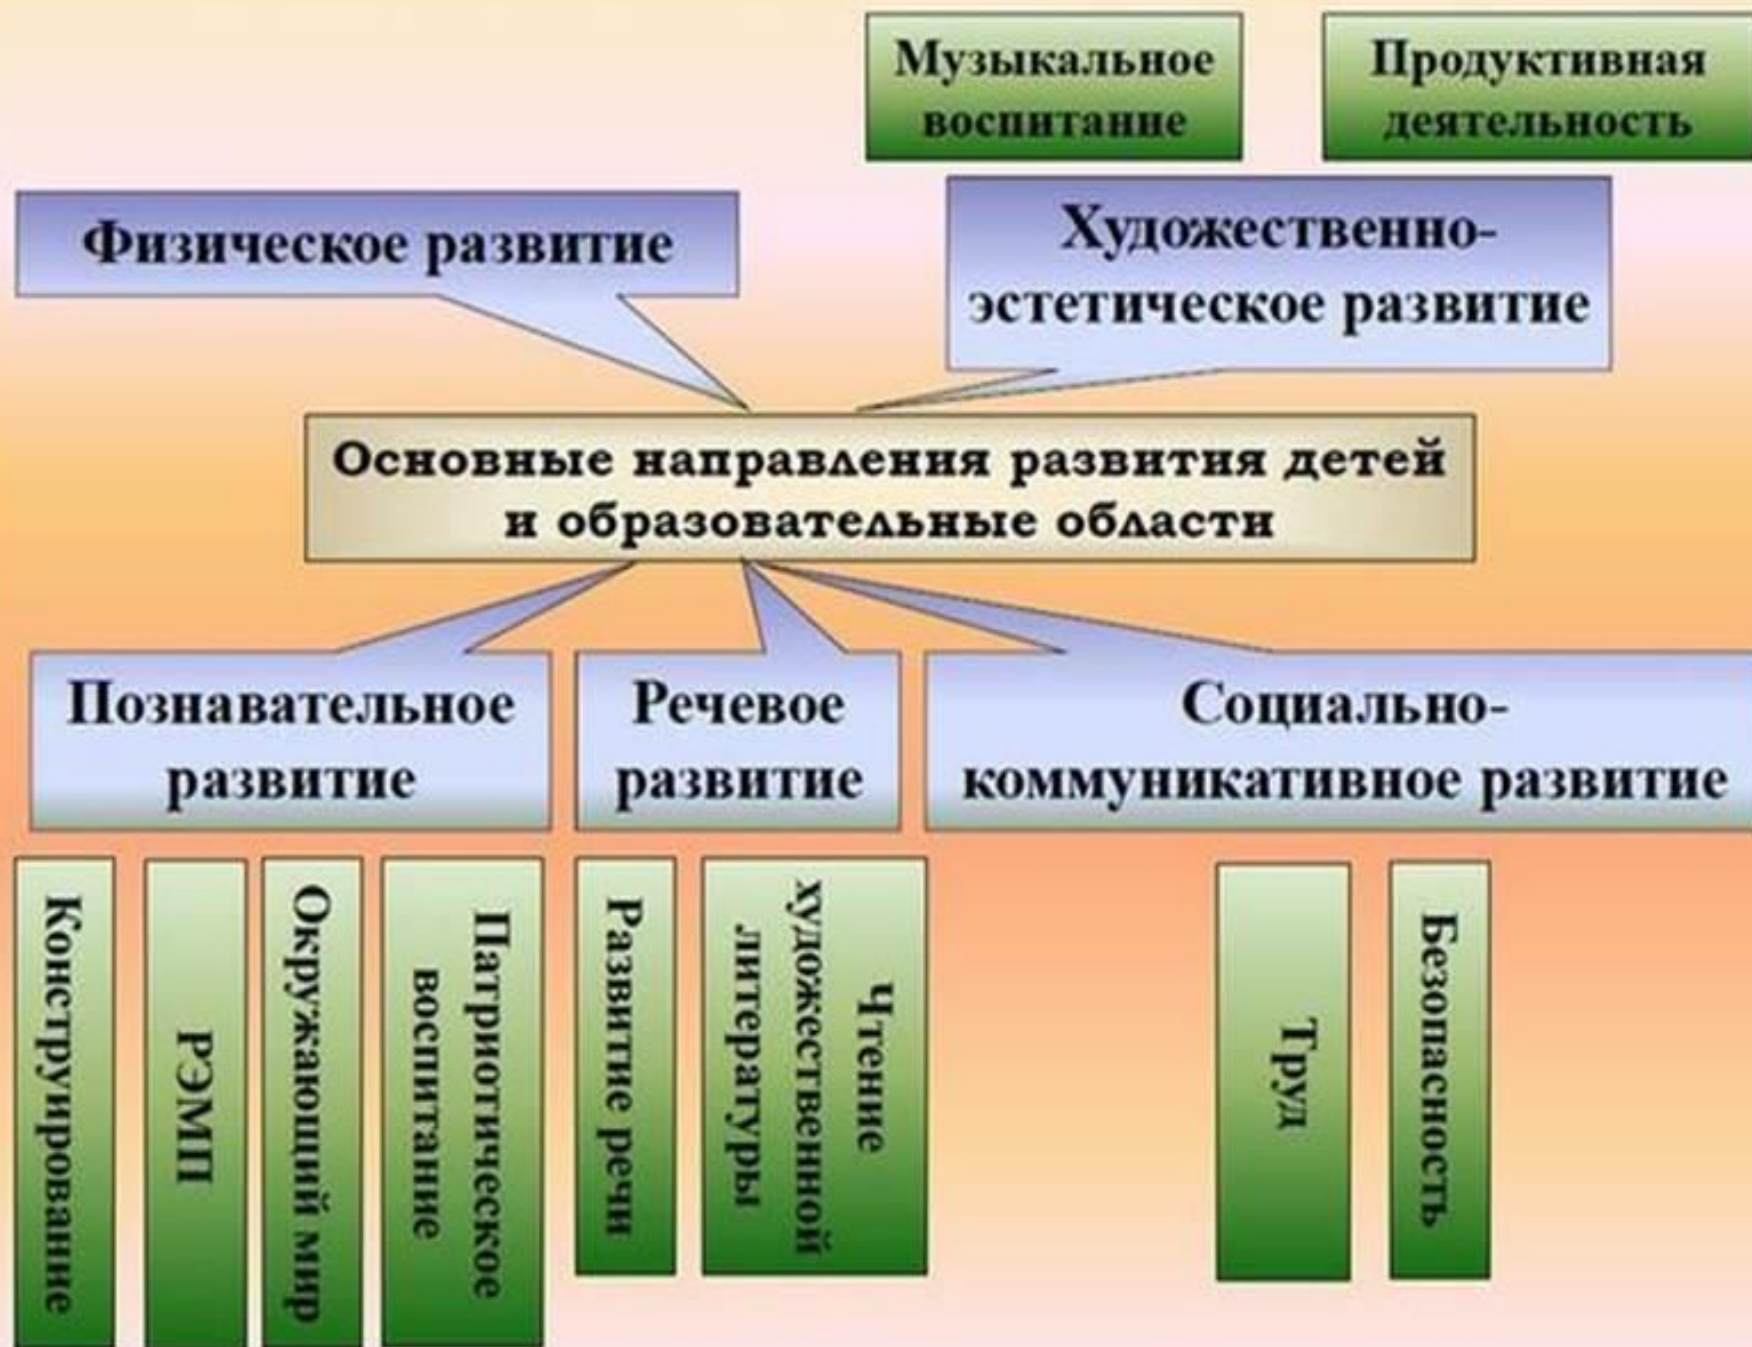 Музыкальное
воспитание
Продуктивная
деятельность
Физическое развитие
Художественно-
эстетическое развитие
Основные направления развития детей
и образовательные области
Познавательное
развитие
Речевое
развитие
Социально-
коммуникативное развитие
Конструирование
РЭМП
Окружающий мир
Патриотическое
воспитание
Развитие речи
Чтение
художественной
литературы
Труд
Безопасность